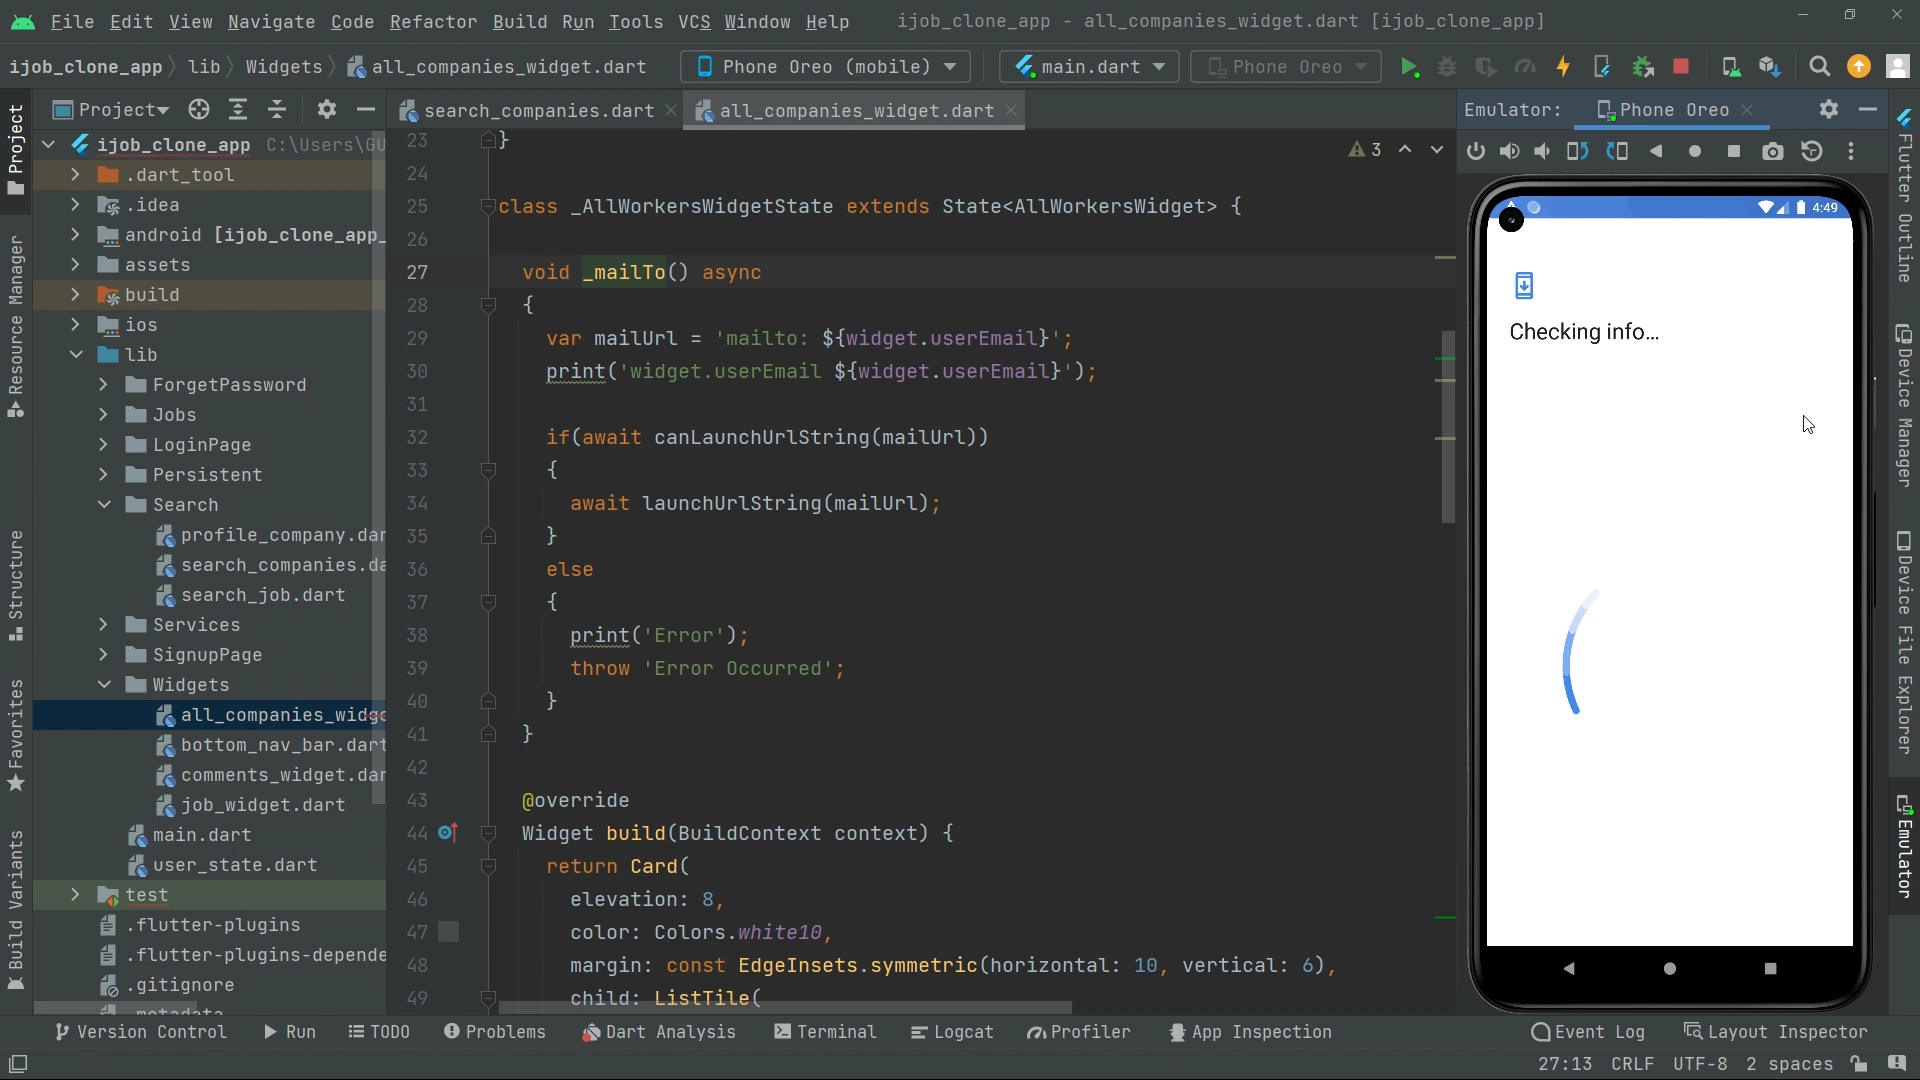 File Edit View Navigate Code Refactor Build Run Tools VCS Window Help ijob_clone_app - all_companies_widget.dart [ijob_clone_app]
ijob_clone_app lib Widgets all_companies_widget.dart Phone Oreo (mobile) main.dart Phone Oreo
Project
search_companies.dart all_companies_widget.dart
Emulator: Phone Oreo
Project
Resource Manager
Structure
Favorites
Build Variants
ijob_clone_app C:\Users\GU
.dart_tool
.idea
android [ijob_clone_app_
assets
build
ios
lib
ForgetPassword
Jobs
LoginPage
Persistent
Search
profile_company.dar
search_companies.da
search_job.dart
Services
SignupPage
Widgets
all_companies_widge
bottom_nav_bar.dart
comments_widget.dar
job_widget.dart
main.dart
user_state.dart
test
.flutter-plugins
.flutter-plugins-depende
.gitignore
.metadata
3
23 }
24
25 class _AllWorkersWidgetState extends State<AllWorkersWidget> {
26
27 void _mailTo() async
28 {
29 var mailUrl = 'mailto: ${widget.userEmail}';
30 print('widget.userEmail ${widget.userEmail}');
31
32 if(await canLaunchUrlString(mailUrl))
33 {
34 await launchUrlString(mailUrl);
35 }
36 else
37 {
38 print('Error');
39 throw 'Error Occurred';
40 }
41 }
42
43 @override
44 Widget build(BuildContext context) {
45 return Card(
46 elevation: 8,
47 color: Colors.white10,
48 margin: const EdgeInsets.symmetric(horizontal: 10, vertical: 6),
49 child: ListTile(
4:49
Checking info...
Flutter Outline
Device Manager
Device File Explorer
Emulator
Version Control Run TODO Problems Dart Analysis Terminal Logcat Profiler App Inspection Event Log Layout Inspector
27:13 CRLF UTF-8 2 spaces